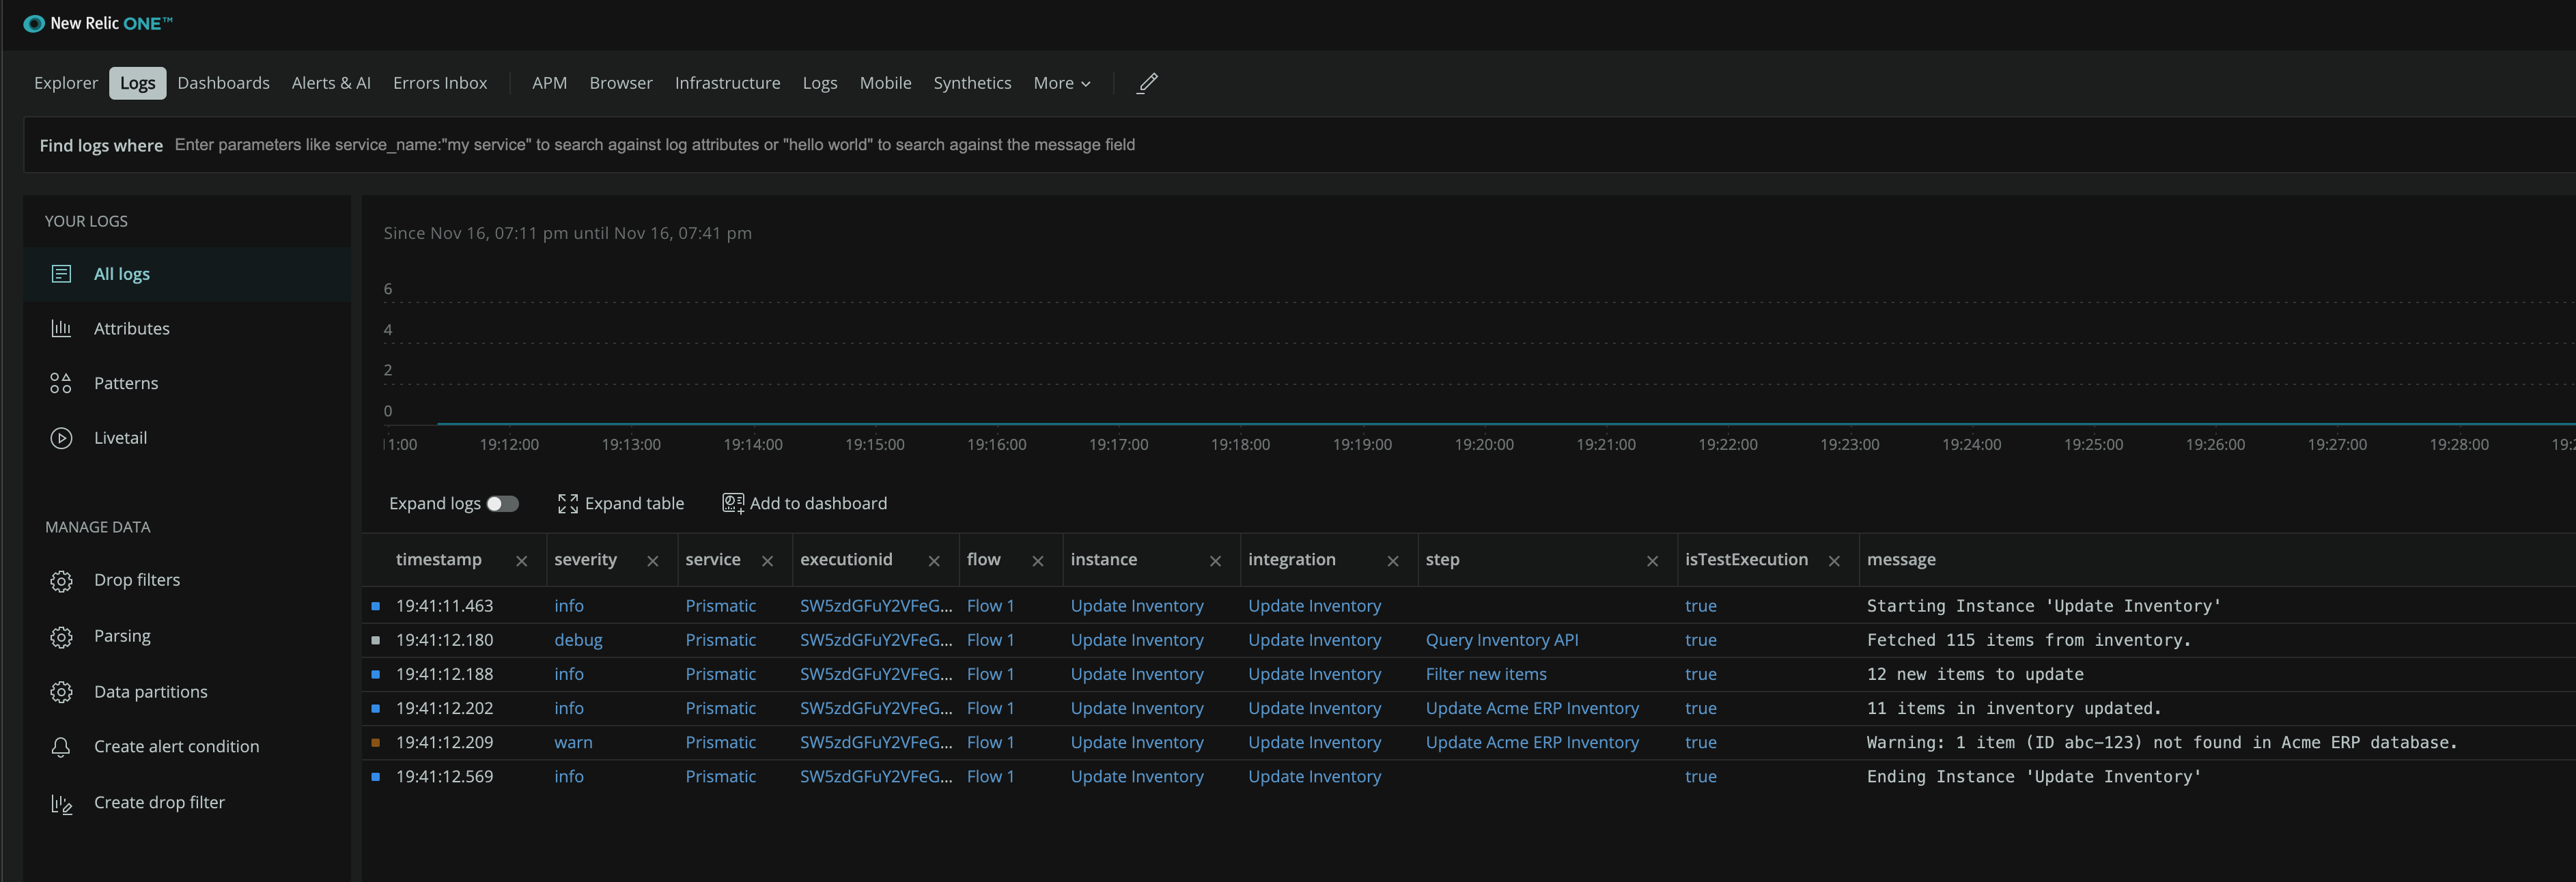 New Relic ONE™
Explorer Logs Dashboards Alerts & AI Errors Inbox APM Browser Infrastructure Logs Mobile Synthetics More
Find logs where Enter parameters like service_name:"my service" to search against log attributes or "hello world" to search against the message field
YOUR LOGS
All logs
Attributes
Patterns
Livetail
MANAGE DATA
Drop filters
Parsing
Data partitions
Create alert condition
Create drop filter
Since Nov 16, 07:11 pm until Nov 16, 07:41 pm
6
4
2
0
1:00 19:12:00 19:13:00 19:14:00 19:15:00 19:16:00 19:17:00 19:18:00 19:19:00 19:20:00 19:21:00 19:22:00 19:23:00 19:24:00 19:25:00 19:26:00 19:27:00 19:28:00
Expand logs Expand table Add to dashboard
timestamp severity service executionid flow instance integration step isTestExecution message
19:41:11.463 info Prismatic SW5zdGFuY2VFeG... Flow 1 Update Inventory Update Inventory true Starting Instance 'Update Inventory'
19:41:12.180 debug Prismatic SW5zdGFuY2VFeG... Flow 1 Update Inventory Update Inventory Query Inventory API true Fetched 115 items from inventory.
19:41:12.188 info Prismatic SW5zdGFuY2VFeG... Flow 1 Update Inventory Update Inventory Filter new items true 12 new items to update
19:41:12.202 info Prismatic SW5zdGFuY2VFeG... Flow 1 Update Inventory Update Inventory Update Acme ERP Inventory true 11 items in inventory updated.
19:41:12.209 warn Prismatic SW5zdGFuY2VFeG... Flow 1 Update Inventory Update Inventory Update Acme ERP Inventory true Warning: 1 item (ID abc-123) not found in Acme ERP database.
19:41:12.569 info Prismatic SW5zdGFuY2VFeG... Flow 1 Update Inventory Update Inventory true Ending Instance 'Update Inventory'